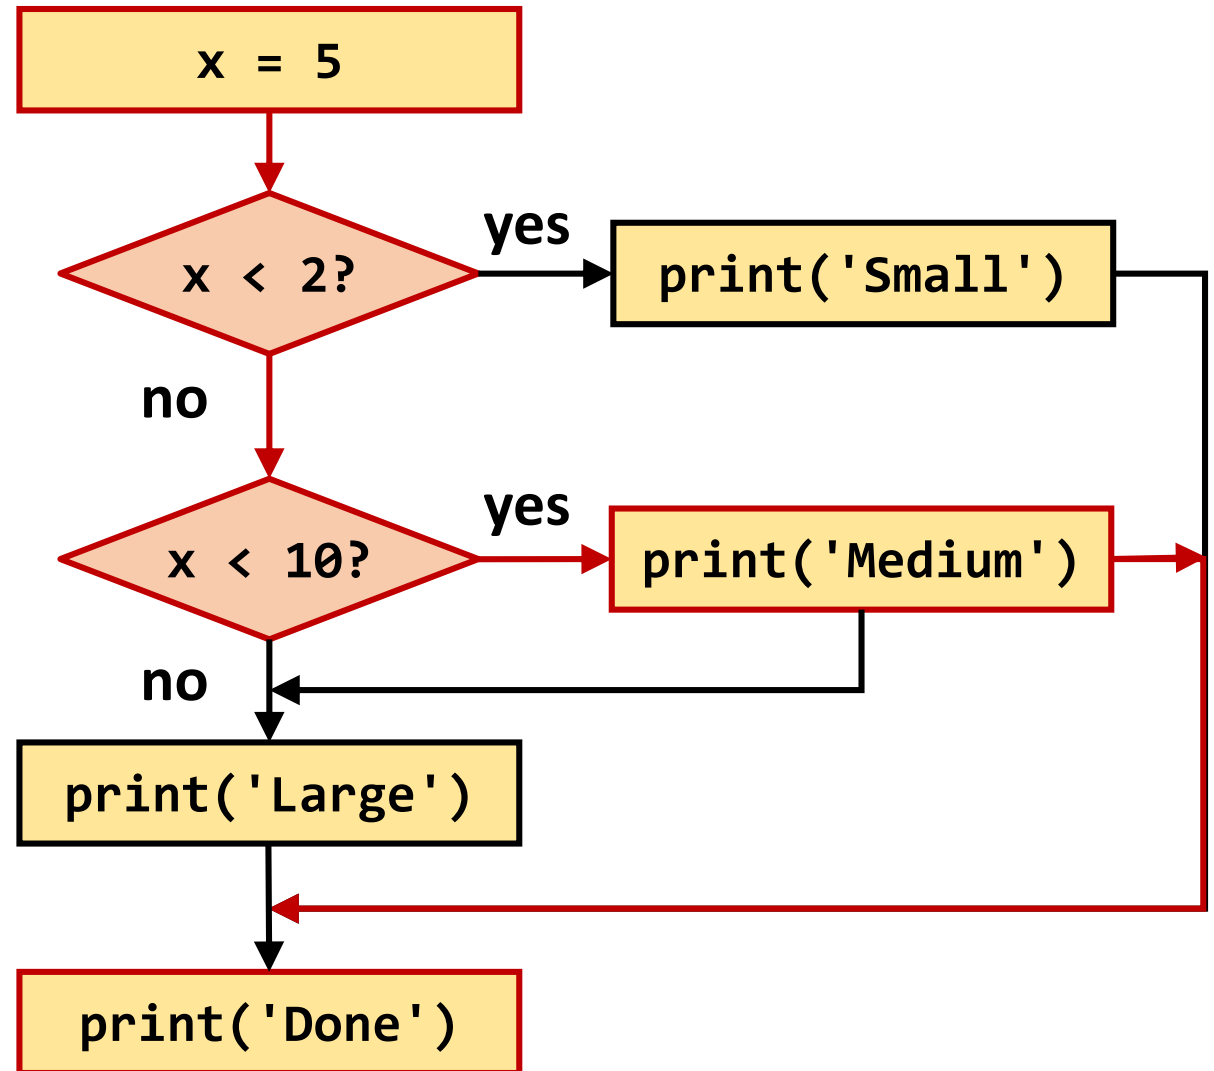 x = 5
x < 2?
yes
print('Small')
no
x < 10?
yes
print('Medium')
no
print('Large')
print('Done')